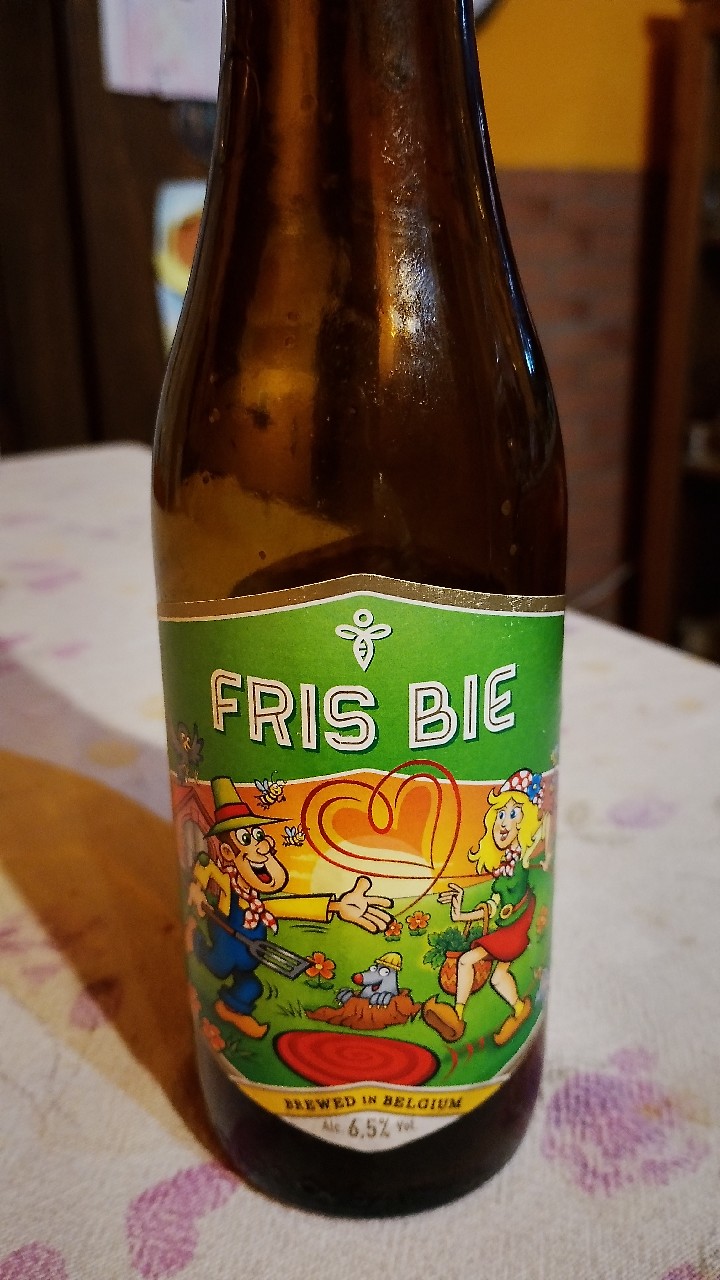 FRIS BIE
BREWED IN BELGIUM
Alc. 6,5% Vol